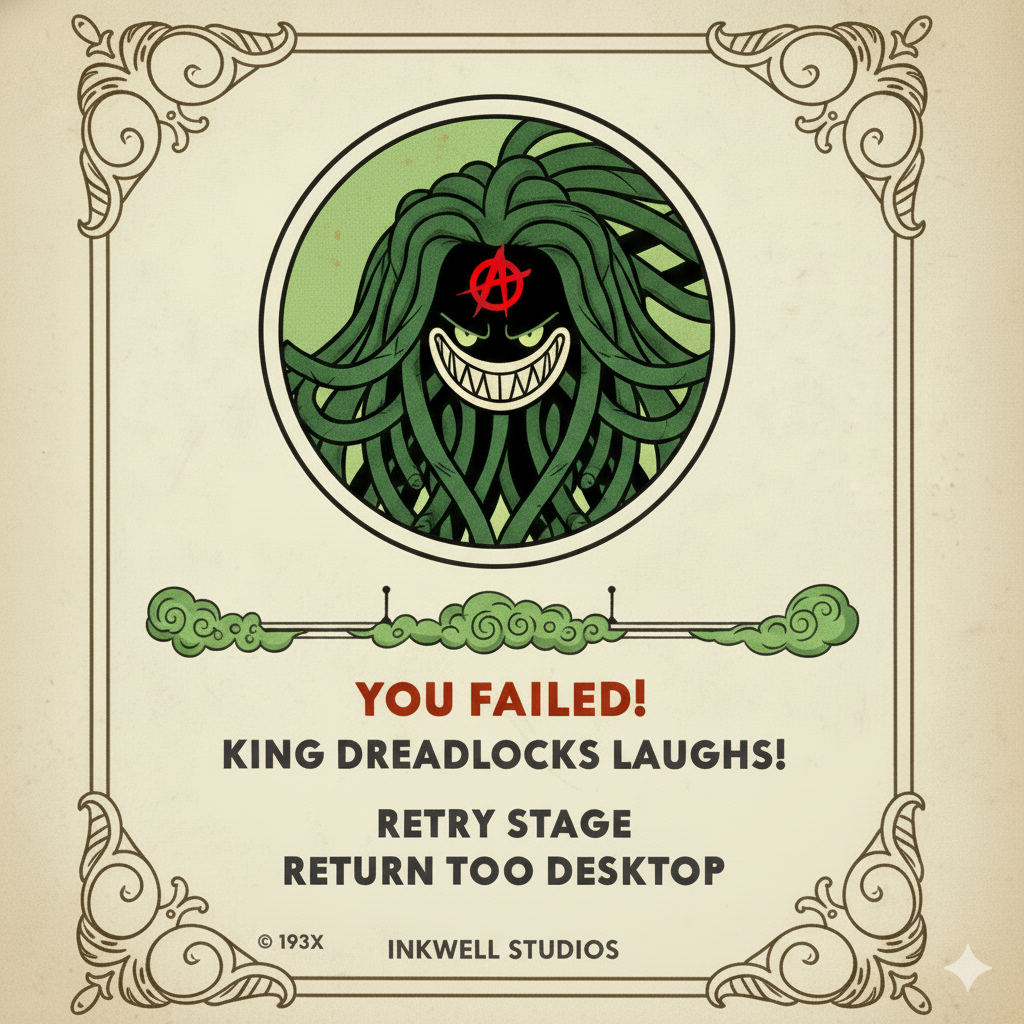 YOU FAILED!
KING DREADLOCKS LAUGHS!
RETRY STAGE
RETURN TOO DESKTOP
© 193X INKWELL STUDIOS